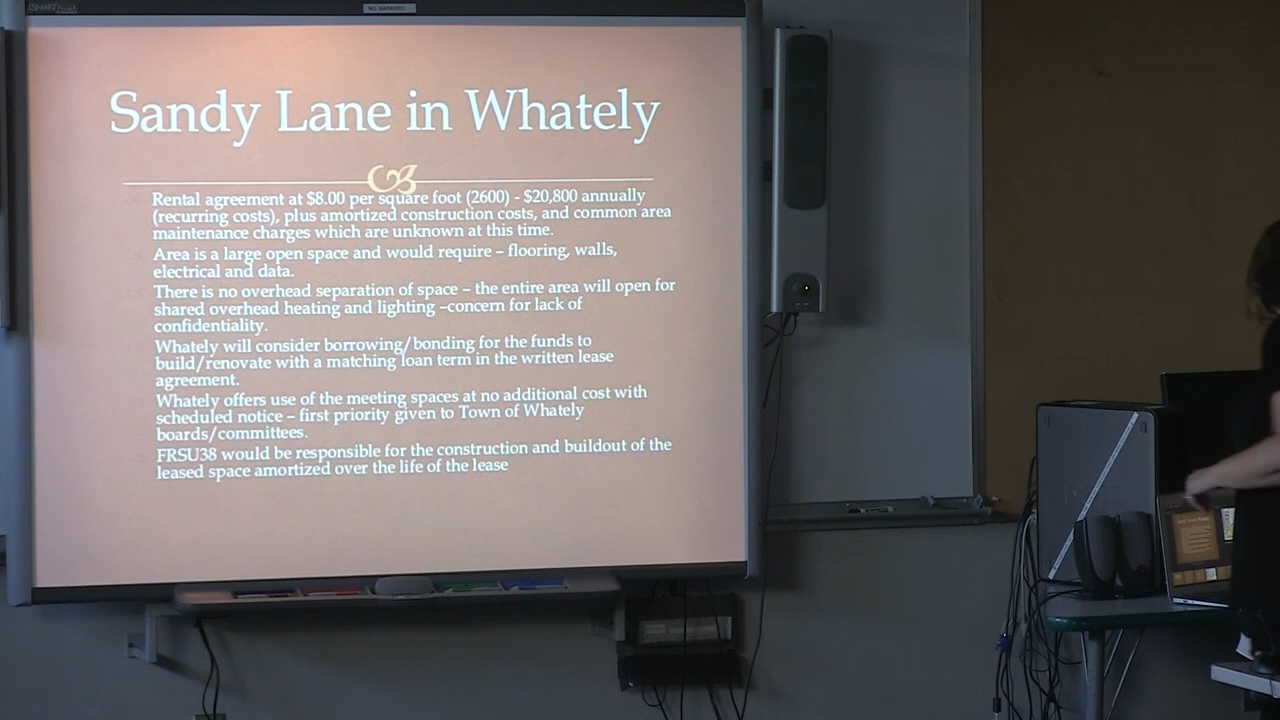 NO MARKERS
Sandy Lane in Whately
Rental agreement at $8.00 per square foot (2600) - $20,800 annually
(recurring costs), plus amortized construction costs, and common area
maintenance charges which are unknown at this time.
Area is a large open space and would require – flooring, walls,
electrical and data.
There is no overhead separation of space – the entire area will open for
shared overhead heating and lighting –concern for lack of
confidentiality.
Whately will consider borrowing/bonding for the funds to
build/renovate with a matching loan term in the written lease
agreement.
Whately offers use of the meeting spaces at no additional cost with
scheduled notice – first priority given to Town of Whately
boards/committees.
FRSU38 would be responsible for the construction and buildout of the
leased space amortized over the life of the lease